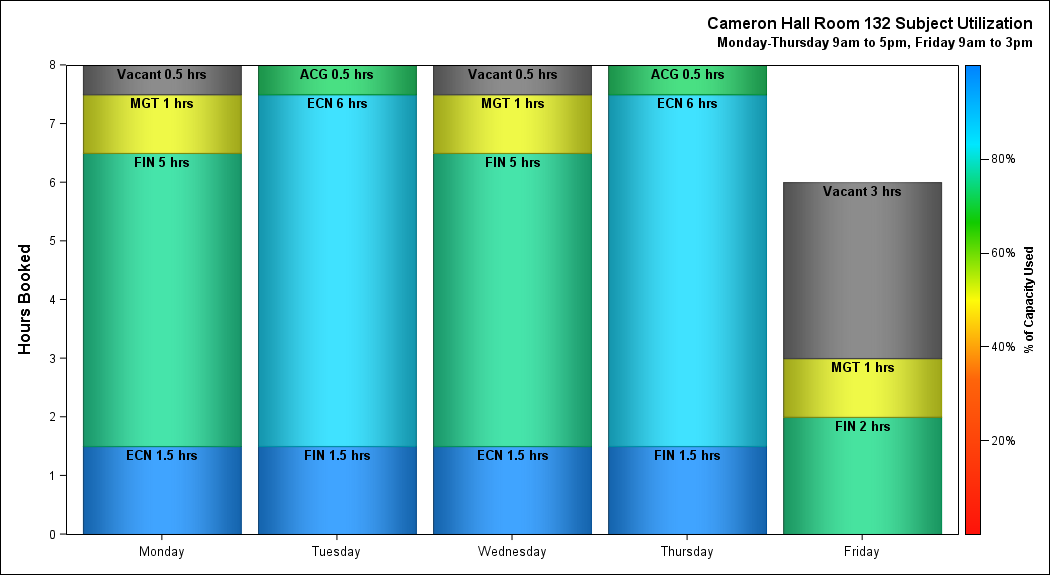 Cameron Hall Room 132 Subject Utilization
Monday-Thursday 9am to 5pm, Friday 9am to 3pm
Hours Booked
8
7
6
5
4
3
2
1
0
Vacant 0.5 hrs
MGT 1 hrs
FIN 5 hrs
ECN 1.5 hrs
ACG 0.5 hrs
ECN 6 hrs
FIN 1.5 hrs
Vacant 0.5 hrs
MGT 1 hrs
FIN 5 hrs
ECN 1.5 hrs
ACG 0.5 hrs
ECN 6 hrs
FIN 1.5 hrs
Vacant 3 hrs
MGT 1 hrs
FIN 2 hrs
Monday
Tuesday
Wednesday
Thursday
Friday
80%
60%
40%
20%
% of Capacity Used